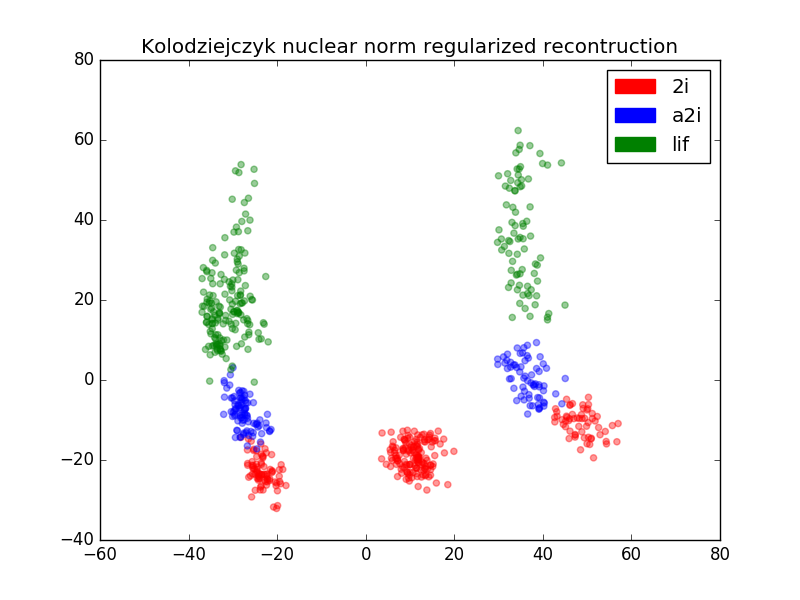 Kolodziejczyk nuclear norm regularized recontruction
2i
a2i
lif
80
60
40
20
0
−20
−40
−60 −40 −20 0 20 40 60 80